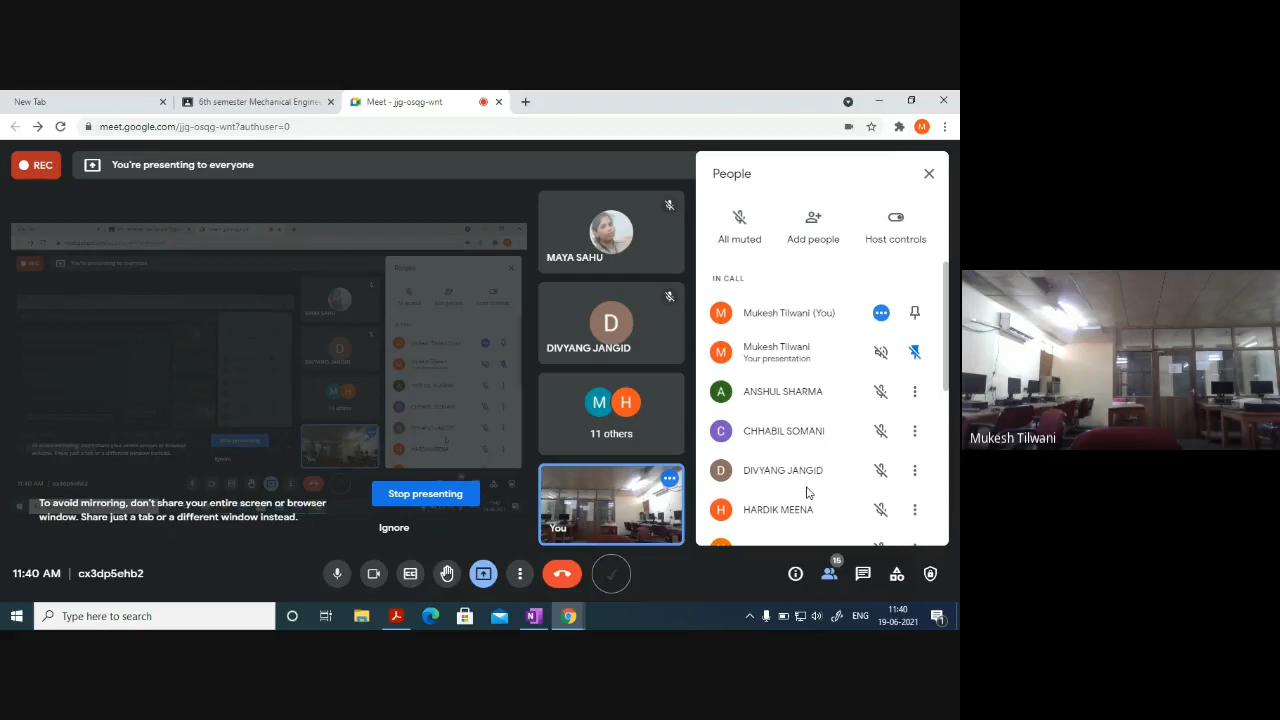 New Tab
6th semester Mechanical Engine
Meet - jjg-osqg-wnt
meet.google.com/jjg-osqg-wnt?authuser=0
M
REC
You're presenting to everyone
People
All muted
Add people
Host controls
IN CALL
M
Mukesh Tilwani (You)
M
Mukesh Tilwani
Your presentation
A
ANSHUL SHARMA
C
CHHABIL SOMANI
D
DIVYANG JANGID
H
HARDIK MEENA
MAYA SAHU
D
DIVYANG JANGID
M H
11 others
You
To avoid mirroring, don't share your entire screen or browser
window. Share just a tab or a different window instead.
Stop presenting
Ignore
11:40 AM | cx3dp5ehb2
15
Type here to search
ENG
11:40
19-06-2021
1
Mukesh Tilwani